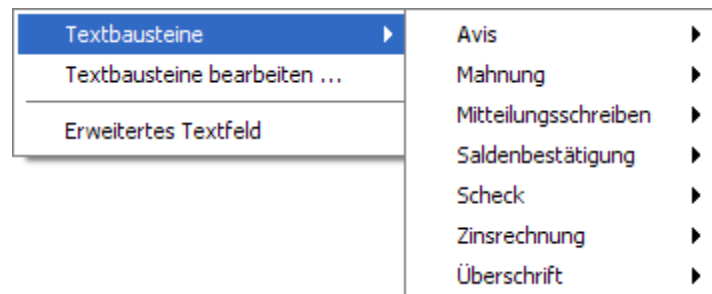 Textbausteine
Textbausteine bearbeiten ...
Erweitertes Textfeld
Avis
Mahnung
Mitteilungsschreiben
Saldenbestätigung
Scheck
Zinsrechnung
Überschrift